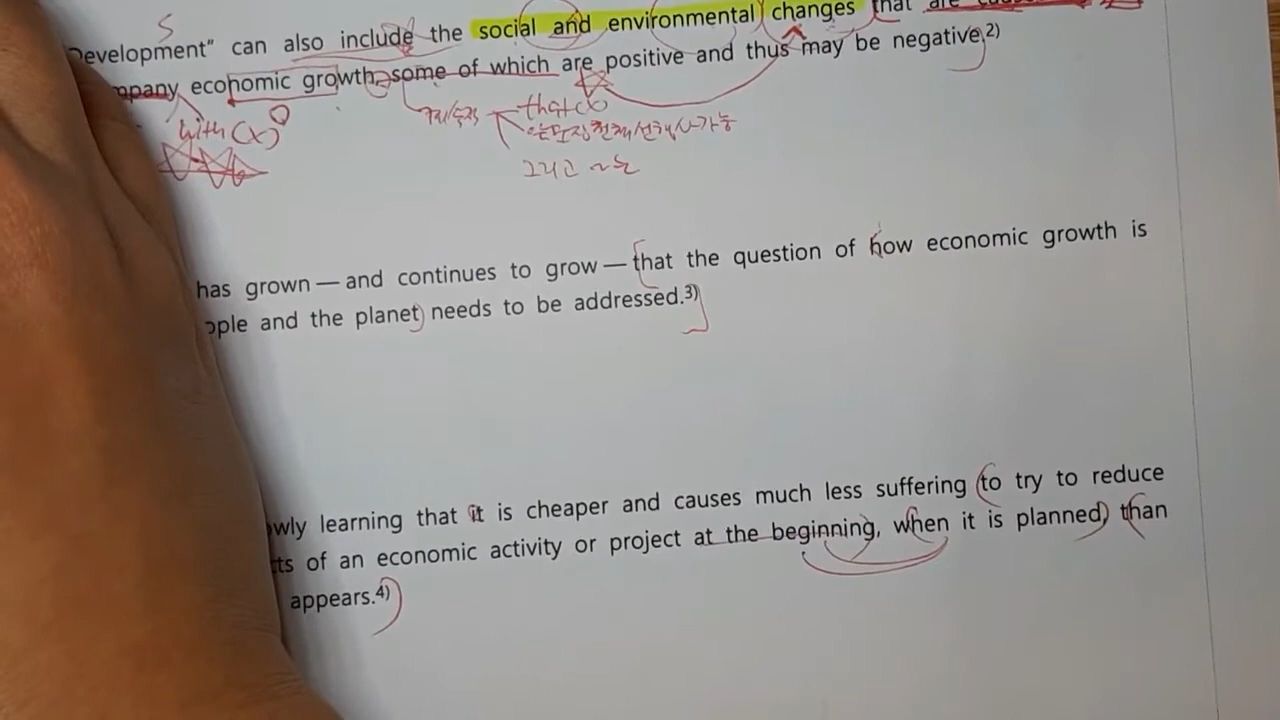 S
Development" can also include the social and environmental changes that are
economic growth, some of which are positive and thus may be negative.2)
with(x)
that(x)
그리고 ~는
has grown — and continues to grow — that the question of how economic growth is
and the planet needs to be addressed.3)
learning that it is cheaper and causes much less suffering to try to reduce
of an economic activity or project at the beginning, when it is planned, than
appears.4)